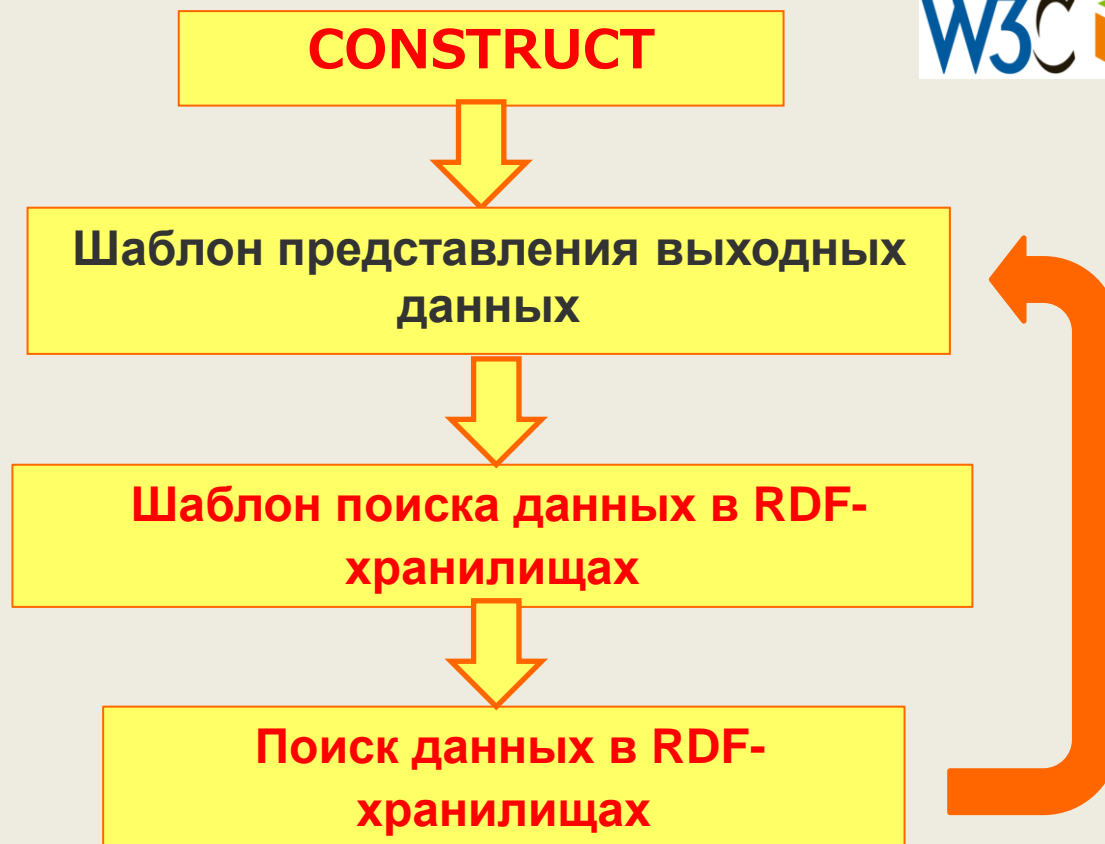 CONSTRUCT
W3C
Шаблон представления выходных
данных
Шаблон поиска данных в RDF-
хранилищах
Поиск данных в RDF-
хранилищах